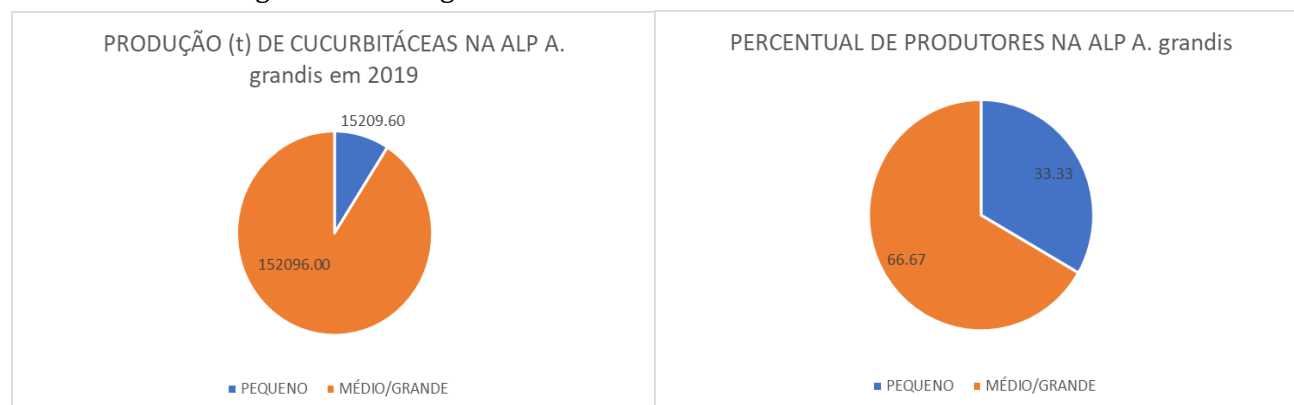 PRODUÇÃO (t) DE CUCURBITÁCEAS NA ALP A.
grandis em 2019
15209.60
152096.00
PEQUENO MÉDIO/GRANDE
PERCENTUAL DE PRODUTORES NA ALP A. grandis
33.33
66.67
PEQUENO MÉDIO/GRANDE